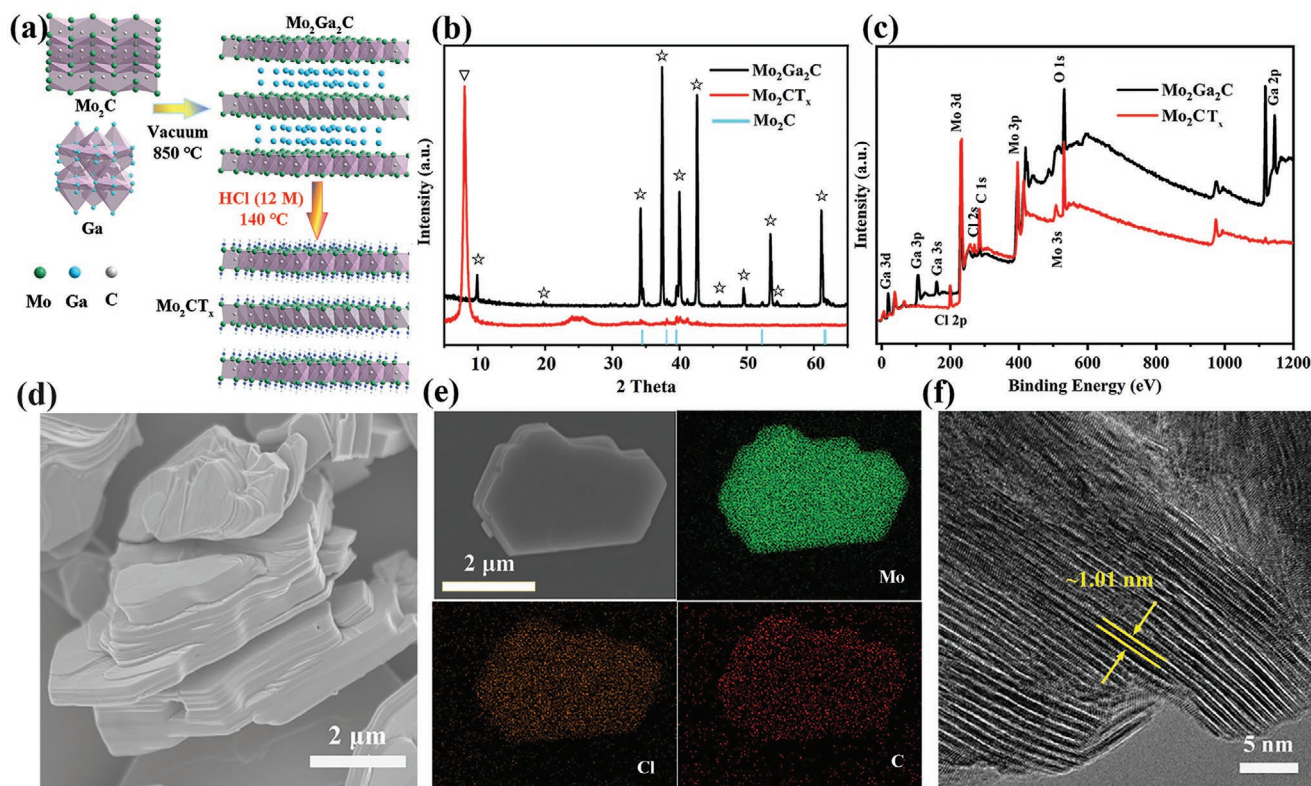 (a)
Mo₂C
Ga
Vacuum
850 °C
Mo₂Ga₂C
HCl (12 M)
140 °C
Mo₂CTₓ
Mo
Ga
C
(b)
Intensity (a.u.)
Mo₂Ga₂C
Mo₂CTₓ
Mo₂C
10
20
30
40
50
60
2 Theta
(c)
Intensity (a.u.)
Mo₂Ga₂C
Mo₂CTₓ
Ga 3d
Ga 3p
Ga 3s
Cl 2p
Mo 3d
Cl 2s
C 1s
Mo 3p
Mo 3s
O 1s
Ga 2p
0
200
400
600
800
1000
1200
Binding Energy (eV)
(d)
2 µm
(e)
2 µm
Mo
Cl
C
(f)
~1.01 nm
5 nm